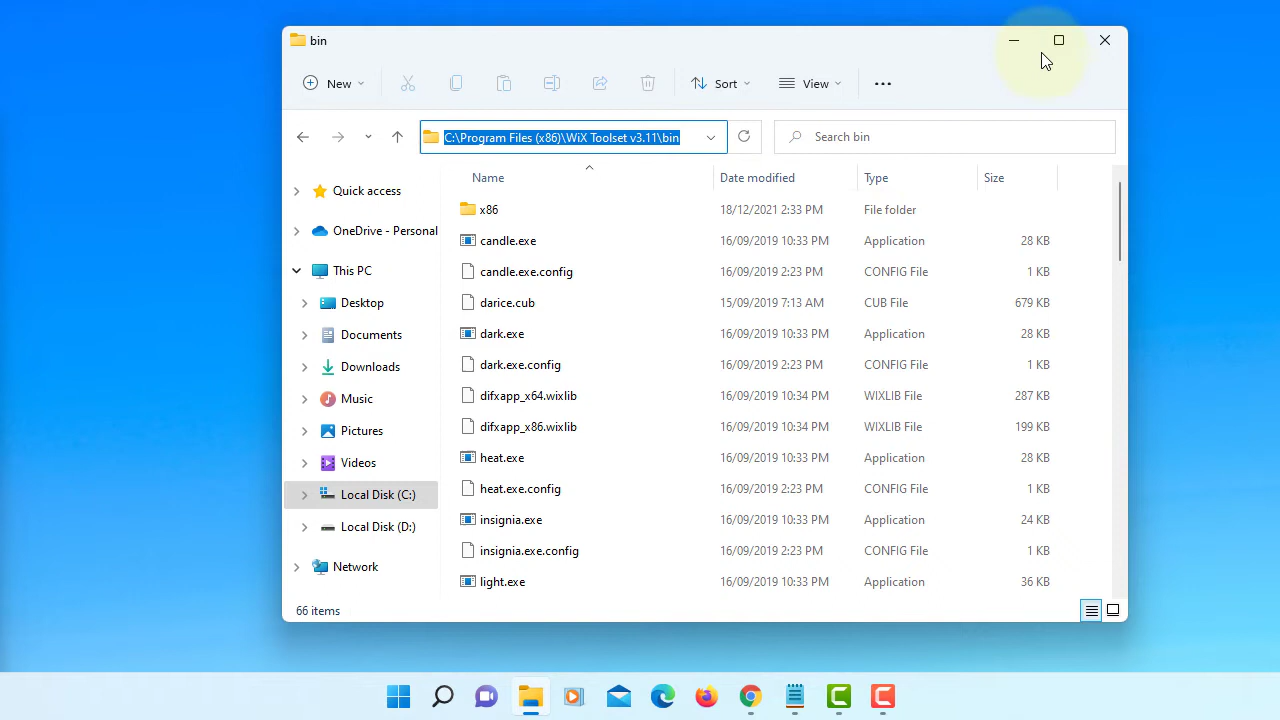 bin
New
Sort
View
C:\Program Files (x86)\WiX Toolset v3.11\bin
Search bin
Quick access
OneDrive - Personal
This PC
Desktop
Documents
Downloads
Music
Pictures
Videos
Local Disk (C:)
Local Disk (D:)
Network
Name Date modified Type Size
x86 18/12/2021 2:33 PM File folder
candle.exe 16/09/2019 10:33 PM Application 28 KB
candle.exe.config 16/09/2019 2:23 PM CONFIG File 1 KB
darice.cub 15/09/2019 7:13 AM CUB File 679 KB
dark.exe 16/09/2019 10:33 PM Application 28 KB
dark.exe.config 16/09/2019 2:23 PM CONFIG File 1 KB
difxapp_x64.wixlib 16/09/2019 10:34 PM WIXLIB File 287 KB
difxapp_x86.wixlib 16/09/2019 10:34 PM WIXLIB File 199 KB
heat.exe 16/09/2019 10:33 PM Application 28 KB
heat.exe.config 16/09/2019 2:23 PM CONFIG File 1 KB
insignia.exe 16/09/2019 10:33 PM Application 24 KB
insignia.exe.config 16/09/2019 2:23 PM CONFIG File 1 KB
light.exe 16/09/2019 10:33 PM Application 36 KB
66 items